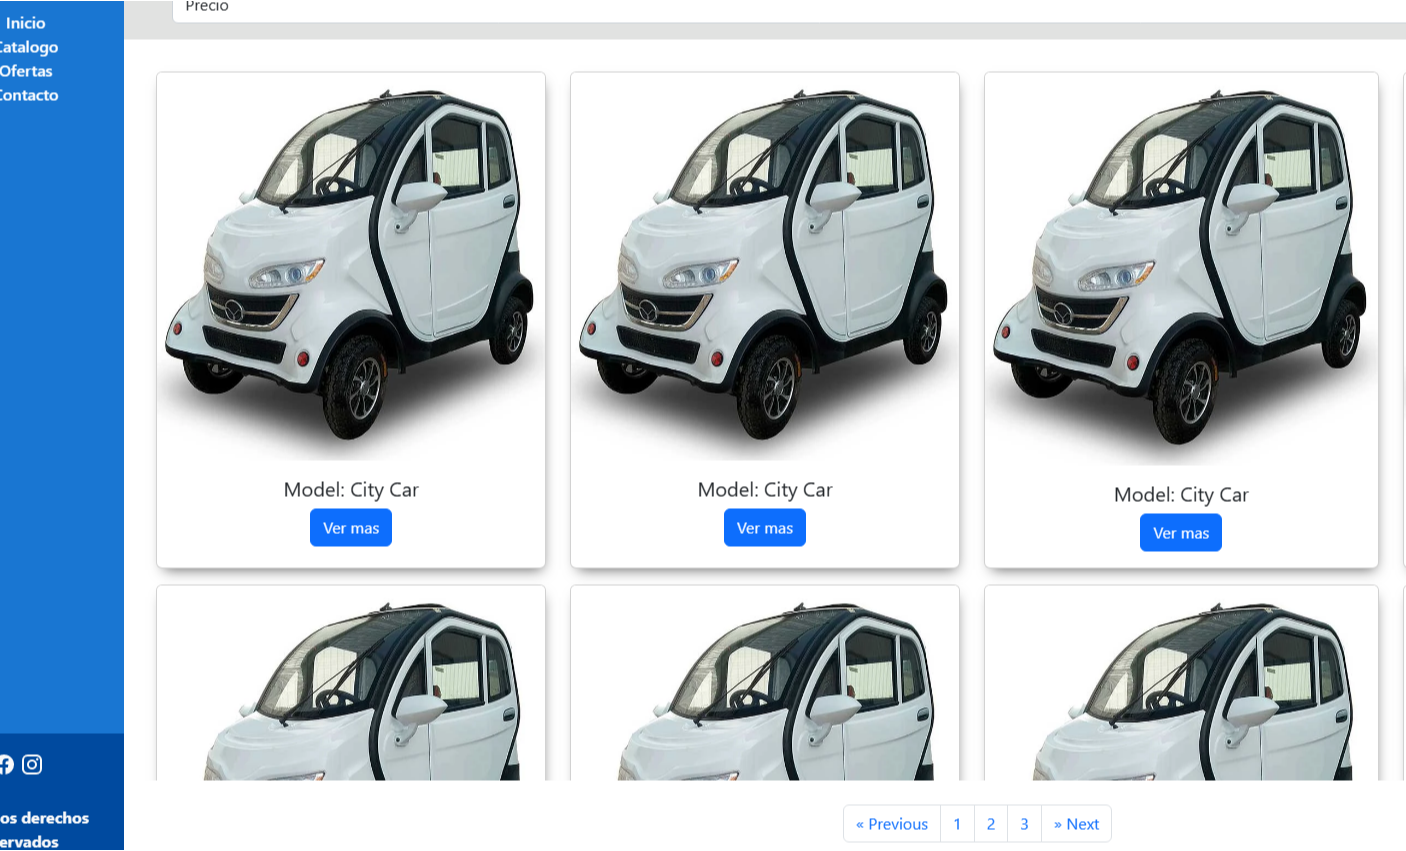 Precio
Inicio
Catalogo
Ofertas
Contacto
Model: City Car
Ver mas
Model: City Car
Ver mas
Model: City Car
Ver mas
os derechos
ervados
« Previous
1
2
3
» Next